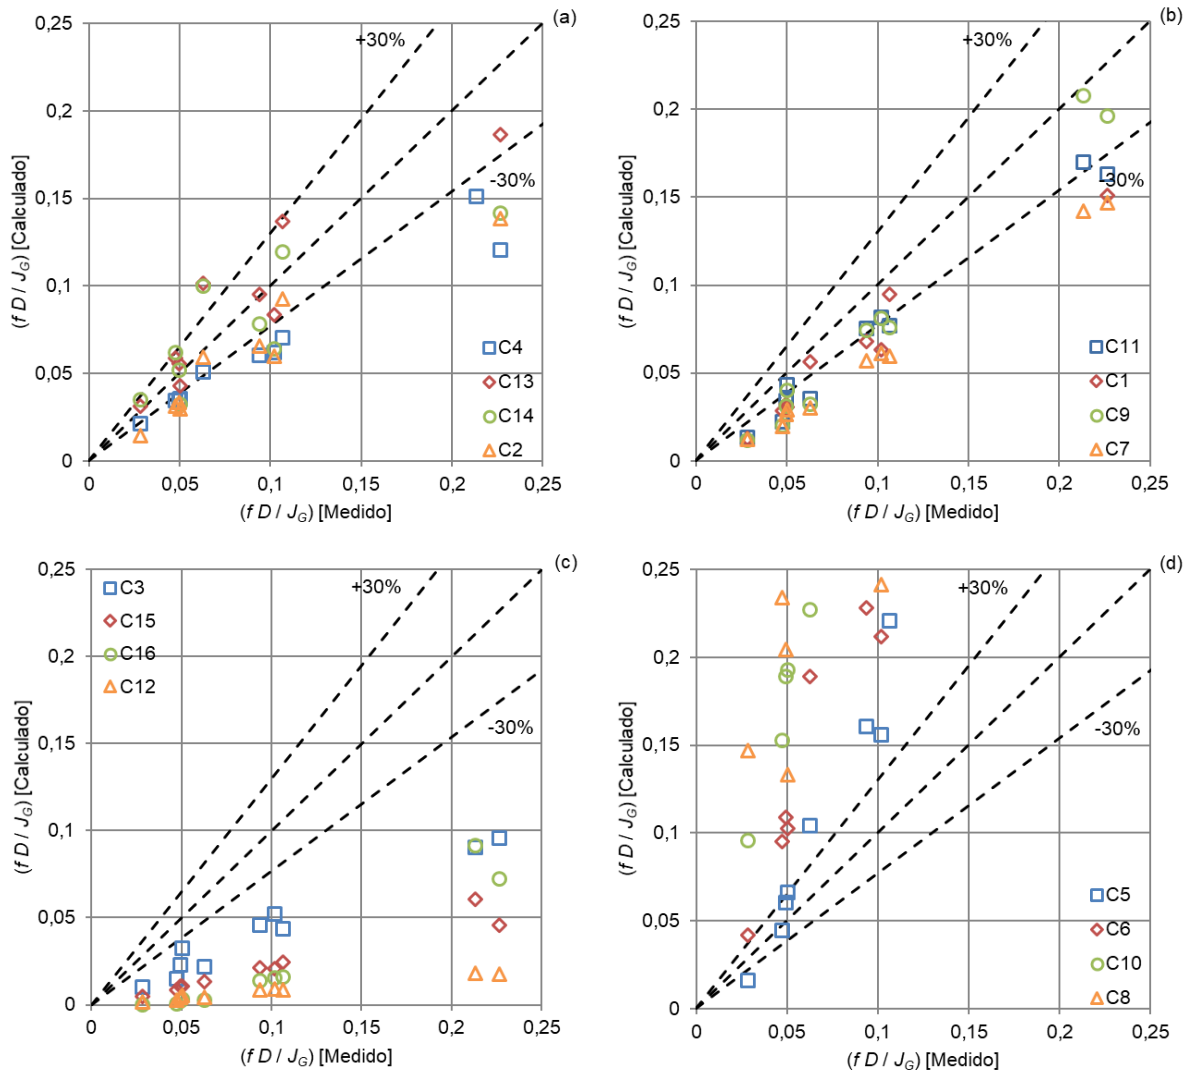 (a)
0,25
0,2
0,15
0,1
0,05
0
(f D / J_G) [Calculado]
+30%
-30%
C4
C13
C14
C2
0 0,05 0,1 0,15 0,2 0,25
(f D / J_G) [Medido]
(b)
0,25
0,2
0,15
0,1
0,05
0
(f D / J_G) [Calculado]
+30%
-30%
C11
C1
C9
C7
0 0,05 0,1 0,15 0,2 0,25
(f D / J_G) [Medido]
(c)
0,25
0,2
0,15
0,1
0,05
0
(f D / J_G) [Calculado]
C3
C15
C16
C12
+30%
-30%
0 0,05 0,1 0,15 0,2 0,25
(f D / J_G) [Medido]
(d)
0,25
0,2
0,15
0,1
0,05
0
(f D / J_G) [Calculado]
+30%
-30%
C5
C6
C10
C8
0 0,05 0,1 0,15 0,2 0,25
(f D / J_G) [Medido]